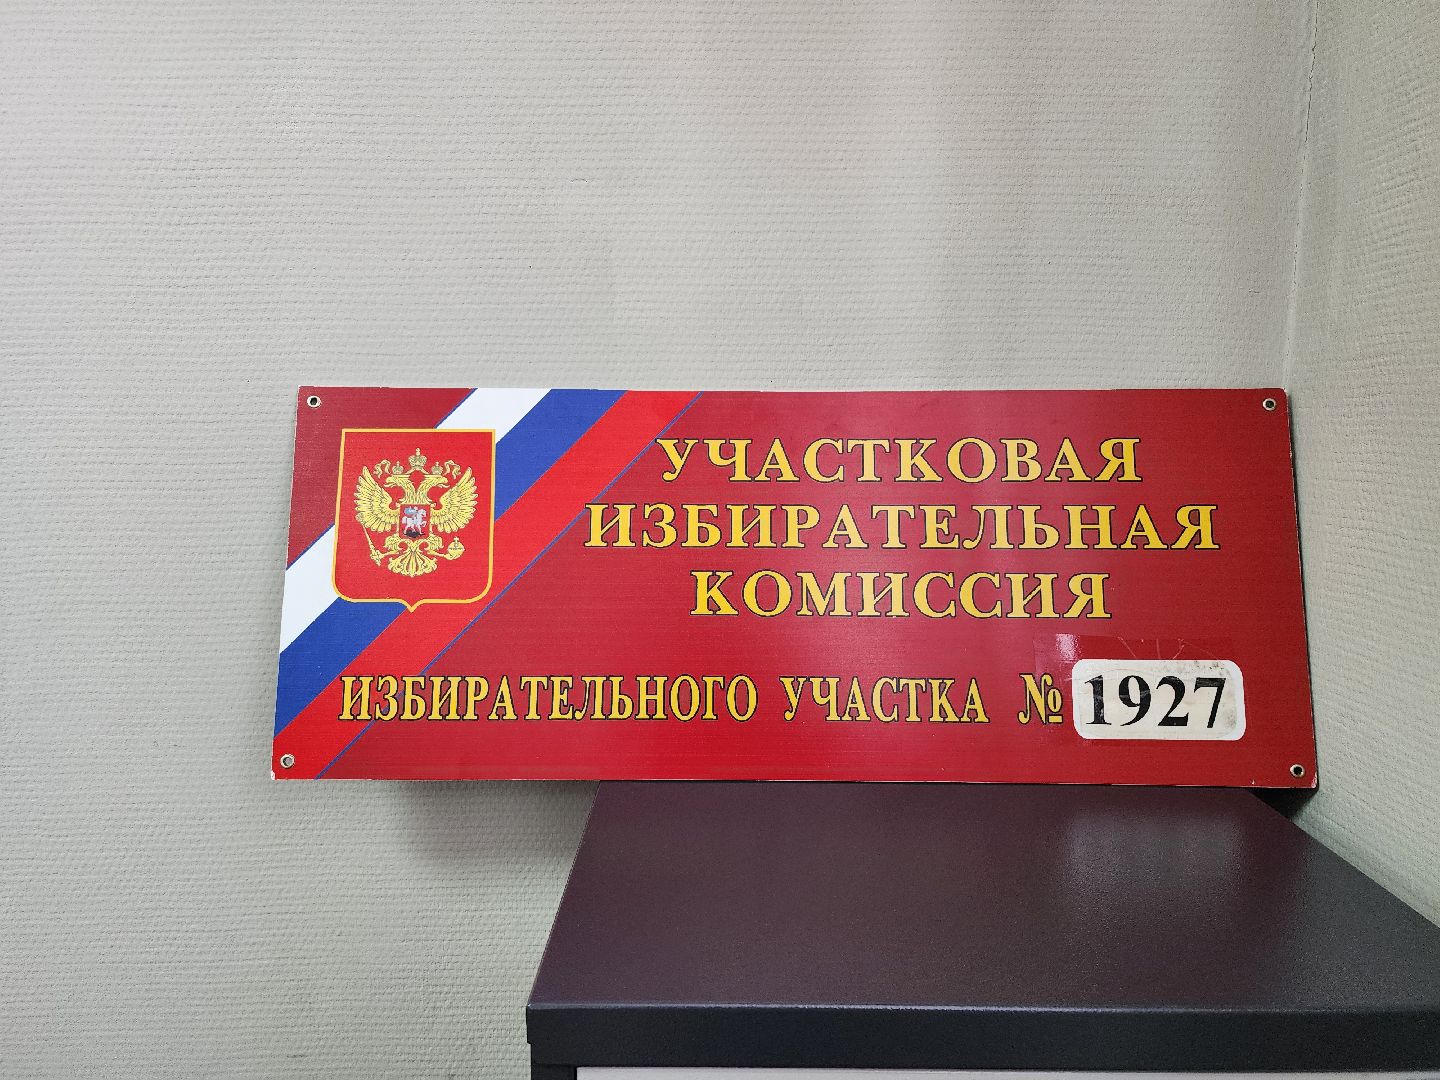 УЧАСТКОВАЯ
ИЗБИРАТЕЛЬНАЯ
КОМИССИЯ
ИЗБИРАТЕЛЬНОГО УЧАСТКА № 1927